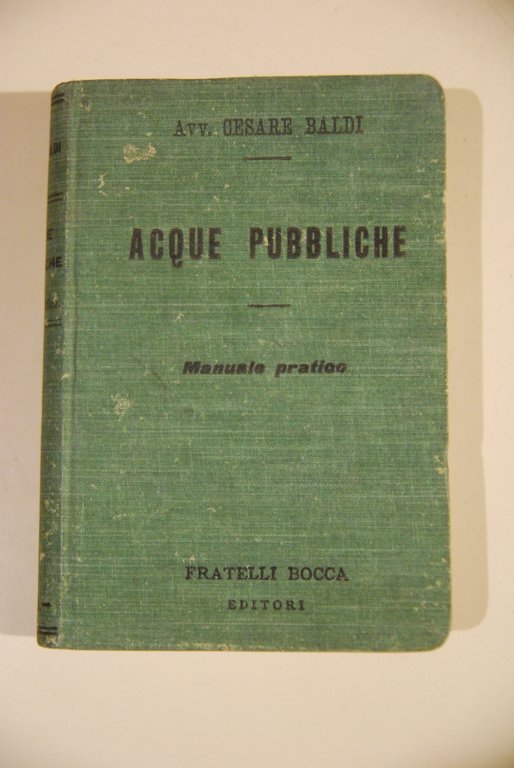 Avv. CESARE BALDI
ACQUE PUBBLICHE
Manuale pratico
FRATELLI BOCCA
EDITORI